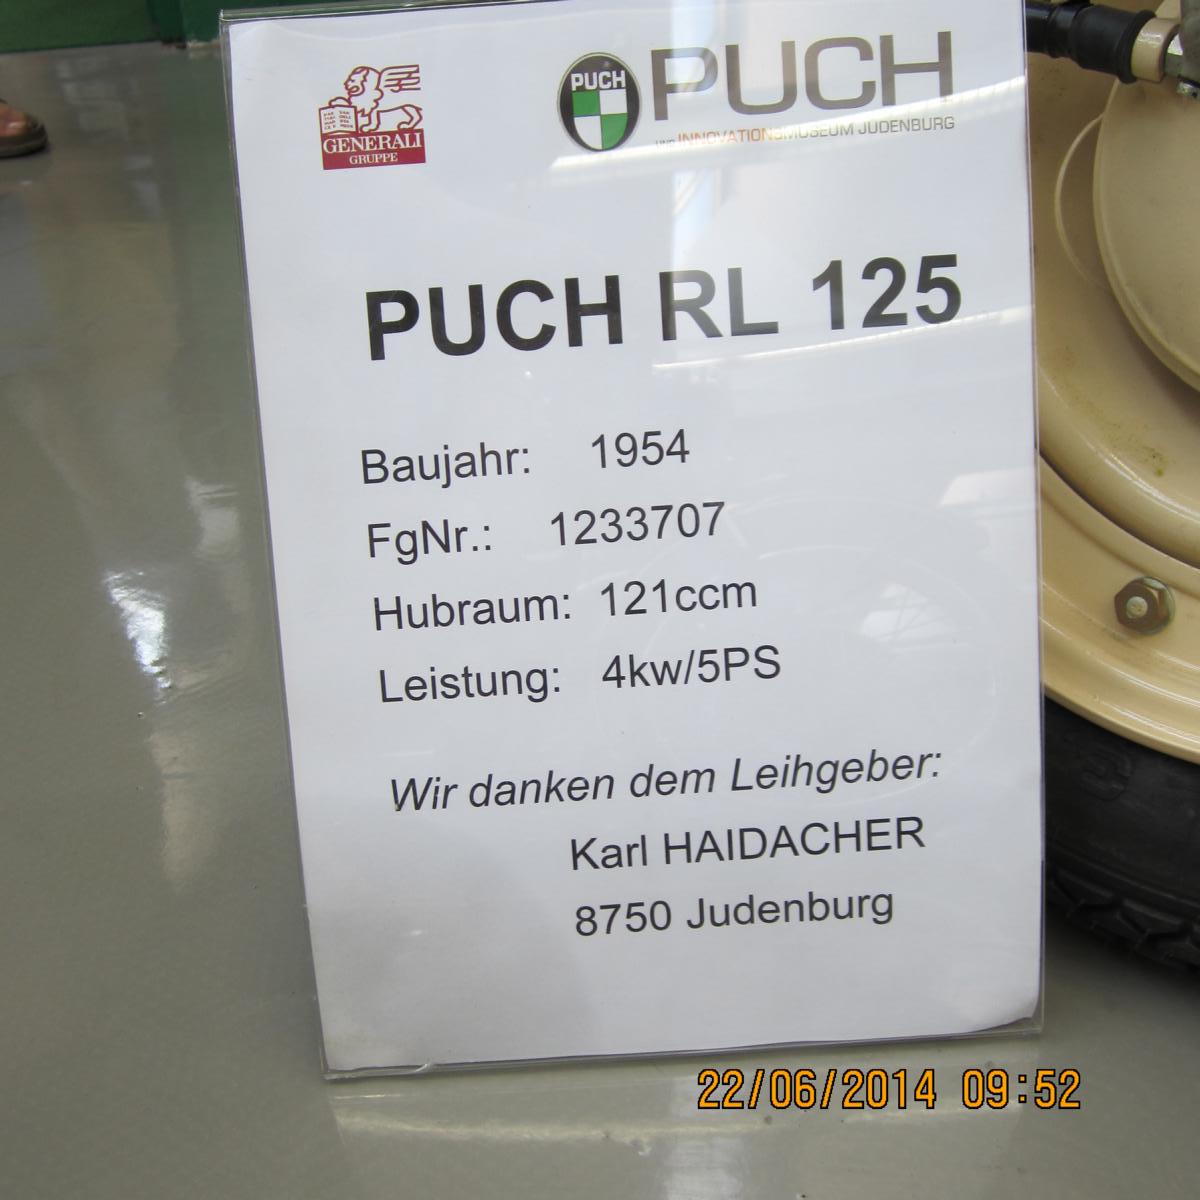 GENERALI
GRUPPE
PUCH
PUCH
UND INNOVATIONSMUSEUM JUDENBURG
PUCH RL 125
Baujahr: 1954
FgNr.: 1233707
Hubraum: 121ccm
Leistung: 4kw/5PS
Wir danken dem Leihgeber:
Karl HAIDACHER
8750 Judenburg
22/06/2014 09:52